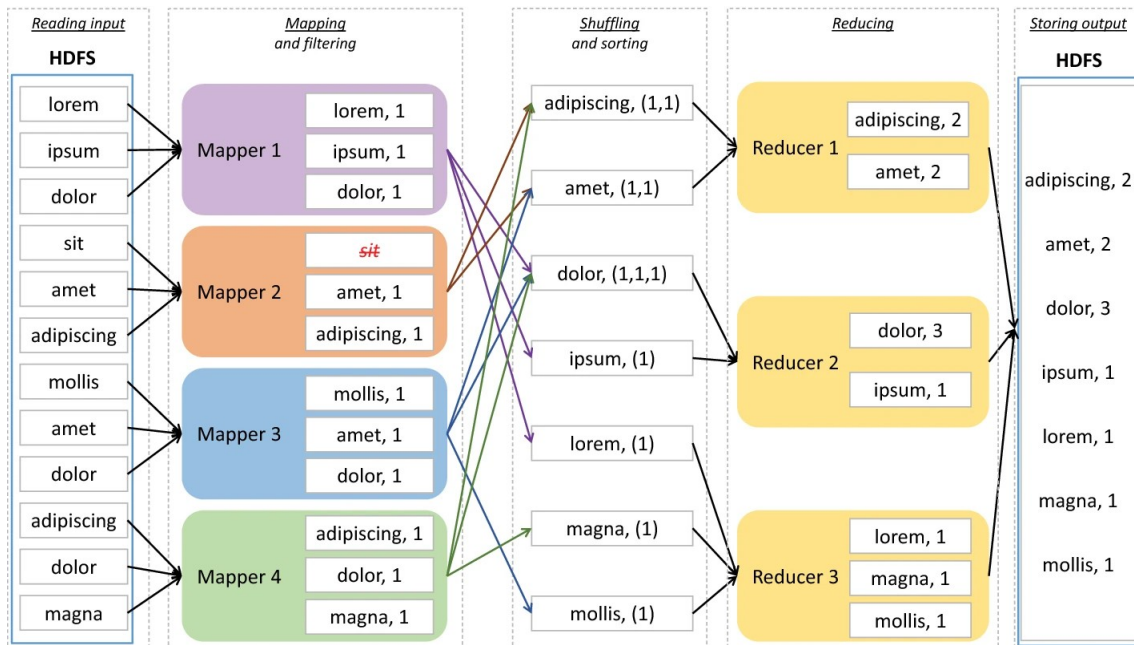 Reading input
HDFS
lorem
ipsum
dolor
sit
amet
adipiscing
mollis
amet
dolor
adipiscing
dolor
magna
Mapping
and filtering
Mapper 1
lorem, 1
ipsum, 1
dolor, 1
Mapper 2
sit
amet, 1
adipiscing, 1
Mapper 3
mollis, 1
amet, 1
dolor, 1
Mapper 4
adipiscing, 1
dolor, 1
magna, 1
Shuffling
and sorting
adipiscing, (1,1)
amet, (1,1)
dolor, (1,1,1)
ipsum, (1)
lorem, (1)
magna, (1)
mollis, (1)
Reducing
Reducer 1
adipiscing, 2
amet, 2
Reducer 2
dolor, 3
ipsum, 1
Reducer 3
lorem, 1
magna, 1
mollis, 1
Storing output
HDFS
adipiscing, 2
amet, 2
dolor, 3
ipsum, 1
lorem, 1
magna, 1
mollis, 1